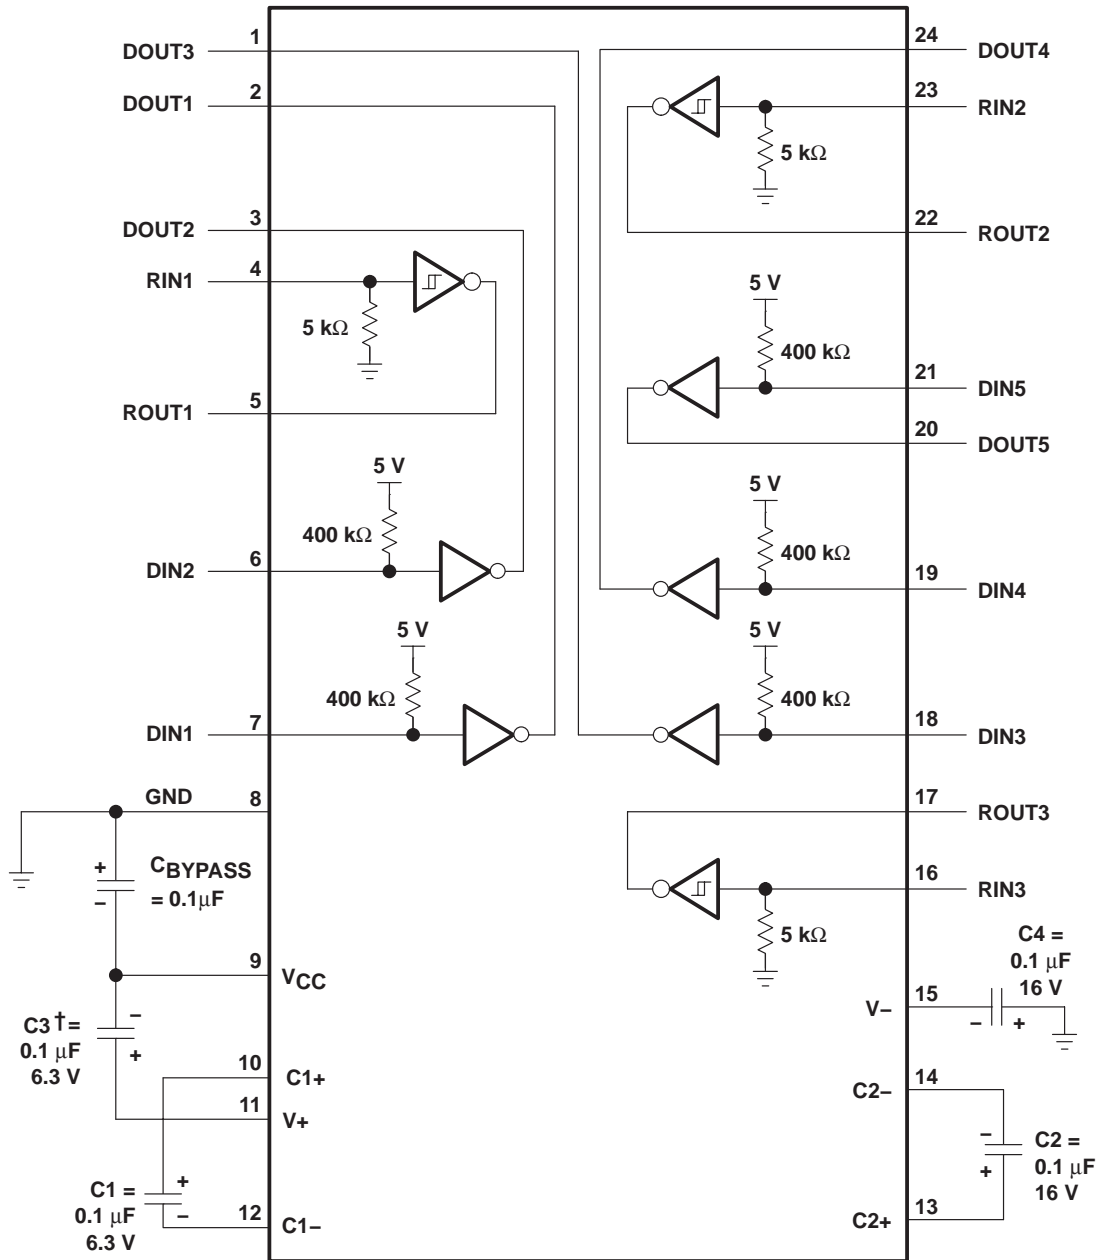 DOUT3
1
DOUT1
2
DOUT2
3
RIN1
4
5 kΩ
ROUT1
5
5 V
400 kΩ
DIN2
6
5 V
400 kΩ
DIN1
7
GND
8
+
CBYPASS
= 0.1μF
–
9
VCC
–
C3† =
0.1 μF
6.3 V
+
10
C1+
11
V+
C1 =
0.1 μF
6.3 V
+
–
12
C1–
24
DOUT4
23
RIN2
5 kΩ
22
ROUT2
5 V
400 kΩ
21
DIN5
20
DOUT5
5 V
400 kΩ
19
DIN4
5 V
400 kΩ
18
DIN3
17
ROUT3
16
RIN3
5 kΩ
C4 =
0.1 μF
16 V
V–
15
–
+
C2–
14
–
+
C2 =
0.1 μF
16 V
C2+
13